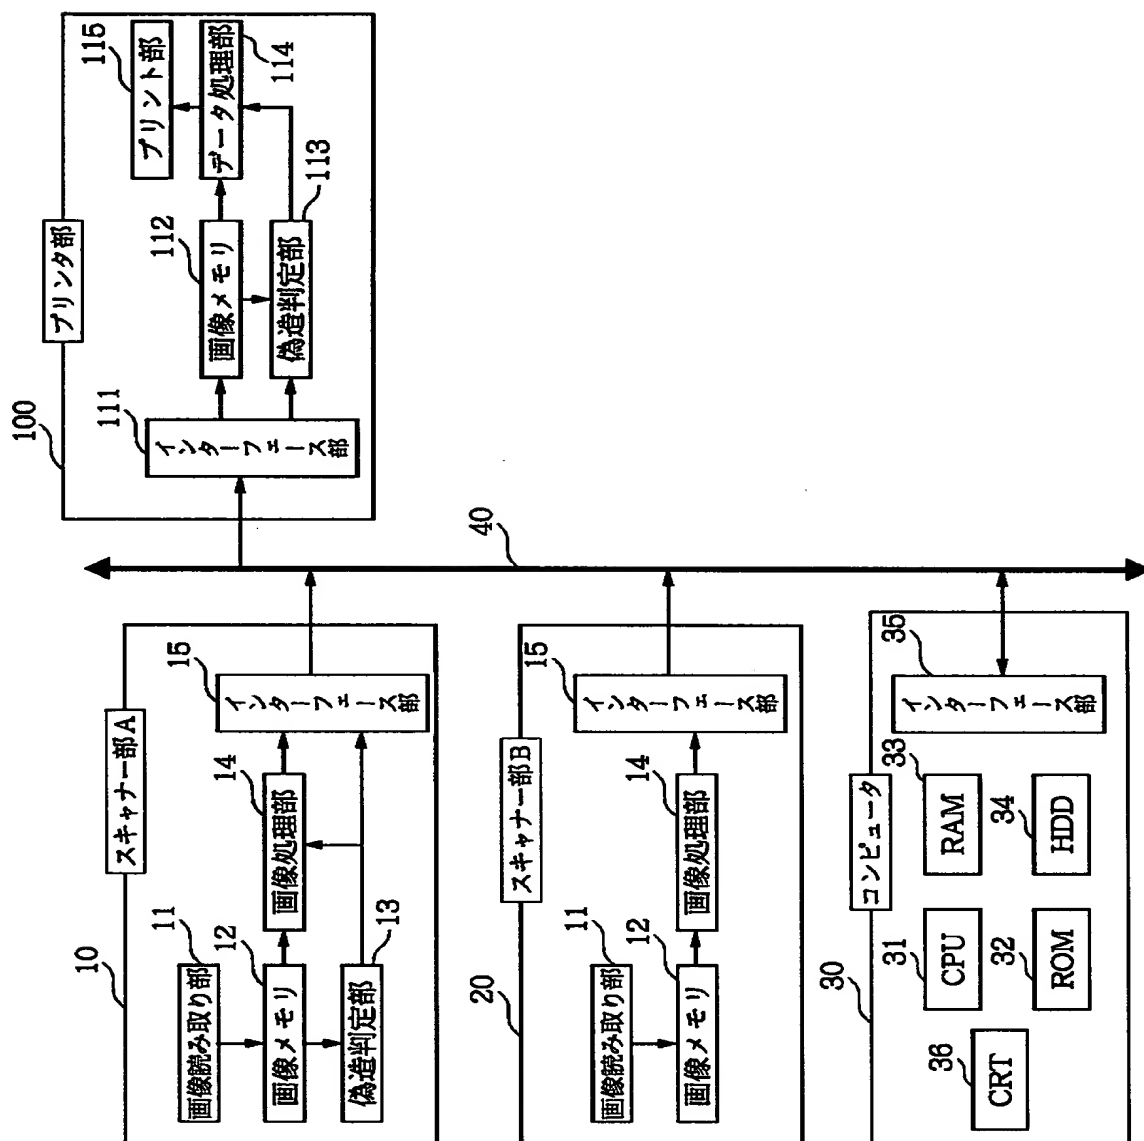 スキャナー部A
10
画像読み取り部
11
画像メモリ
12
偽造判定部
13
画像処理部
14
インターフェース部
15
スキャナー部B
20
画像読み取り部
11
画像メモリ
12
画像処理部
14
インターフェース部
15
コンピュータ
30
CRT
36
CPU
31
ROM
32
RAM
33
HDD
34
インターフェース部
35
40
プリンタ部
100
インターフェース部
111
画像メモリ
112
偽造判定部
113
データ処理部
114
プリント部
115